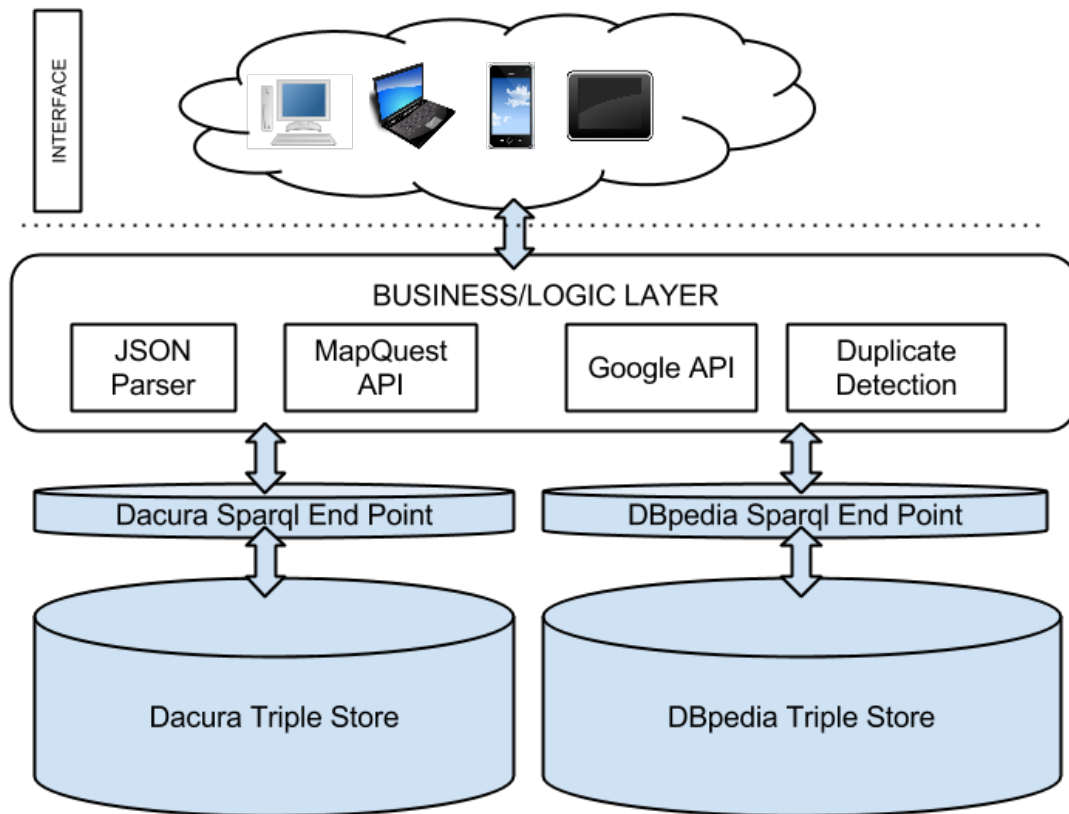 INTERFACE
BUSINESS/LOGIC LAYER
JSON
Parser
MapQuest
API
Google API
Duplicate
Detection
Dacura Sparql End Point
DBpedia Sparql End Point
Dacura Triple Store
DBpedia Triple Store